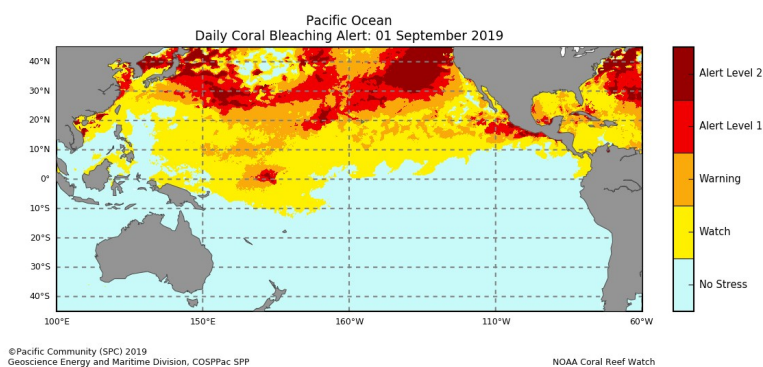 Pacific Ocean
Daily Coral Bleaching Alert: 01 September 2019
40°N
30°N
20°N
10°N
0°
10°S
20°S
30°S
40°S
100°E
150°E
160°W
110°W
60°W
Alert Level 2
Alert Level 1
Warning
Watch
No Stress
©Pacific Community (SPC) 2019
Geoscience Energy and Maritime Division, COSPPac SPP
NOAA Coral Reef Watch